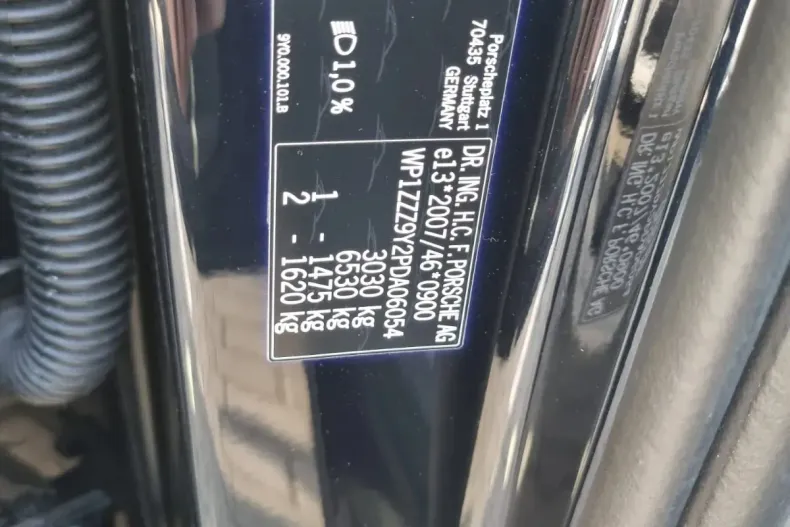 Porscheplatz 1
70435 Stuttgart
GERMANY
1,0 %
9Y0.000.101.B
DR. ING. H.C. F. PORSCHE AG
e13*2007/46*0900
WP1ZZZ9Y2PDA06054
3030 kg
6530 kg
1 - 1475 kg
2 - 1620 kg